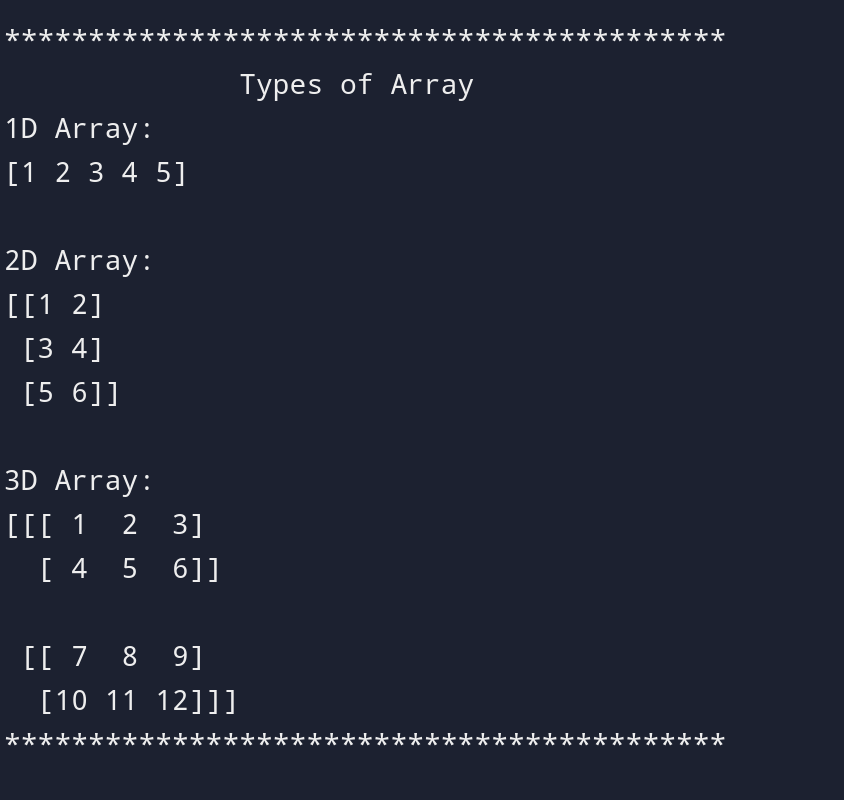 *******************************************
              Types of Array
1D Array:
[1 2 3 4 5]

2D Array:
[[1 2]
 [3 4]
 [5 6]]

3D Array:
[[[ 1  2  3]
  [ 4  5  6]]

 [[ 7  8  9]
  [10 11 12]]]
*******************************************